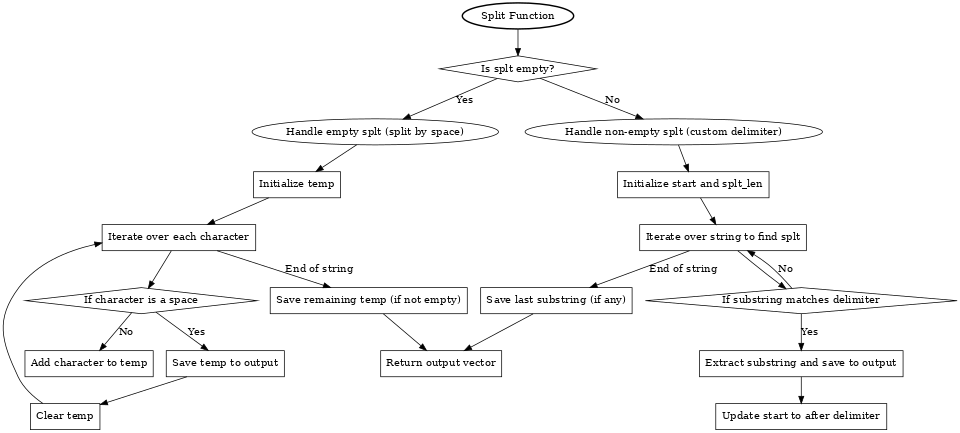 Split Function
Is splt empty?
Yes
No
Handle empty splt (split by space)
Handle non-empty splt (custom delimiter)
Initialize temp
Initialize start and splt_len
Iterate over each character
Iterate over string to find splt
End of string
End of string
No
If character is a space
Save remaining temp (if not empty)
Save last substring (if any)
If substring matches delimiter
No
Yes
Yes
Add character to temp
Save temp to output
Return output vector
Extract substring and save to output
Clear temp
Update start to after delimiter